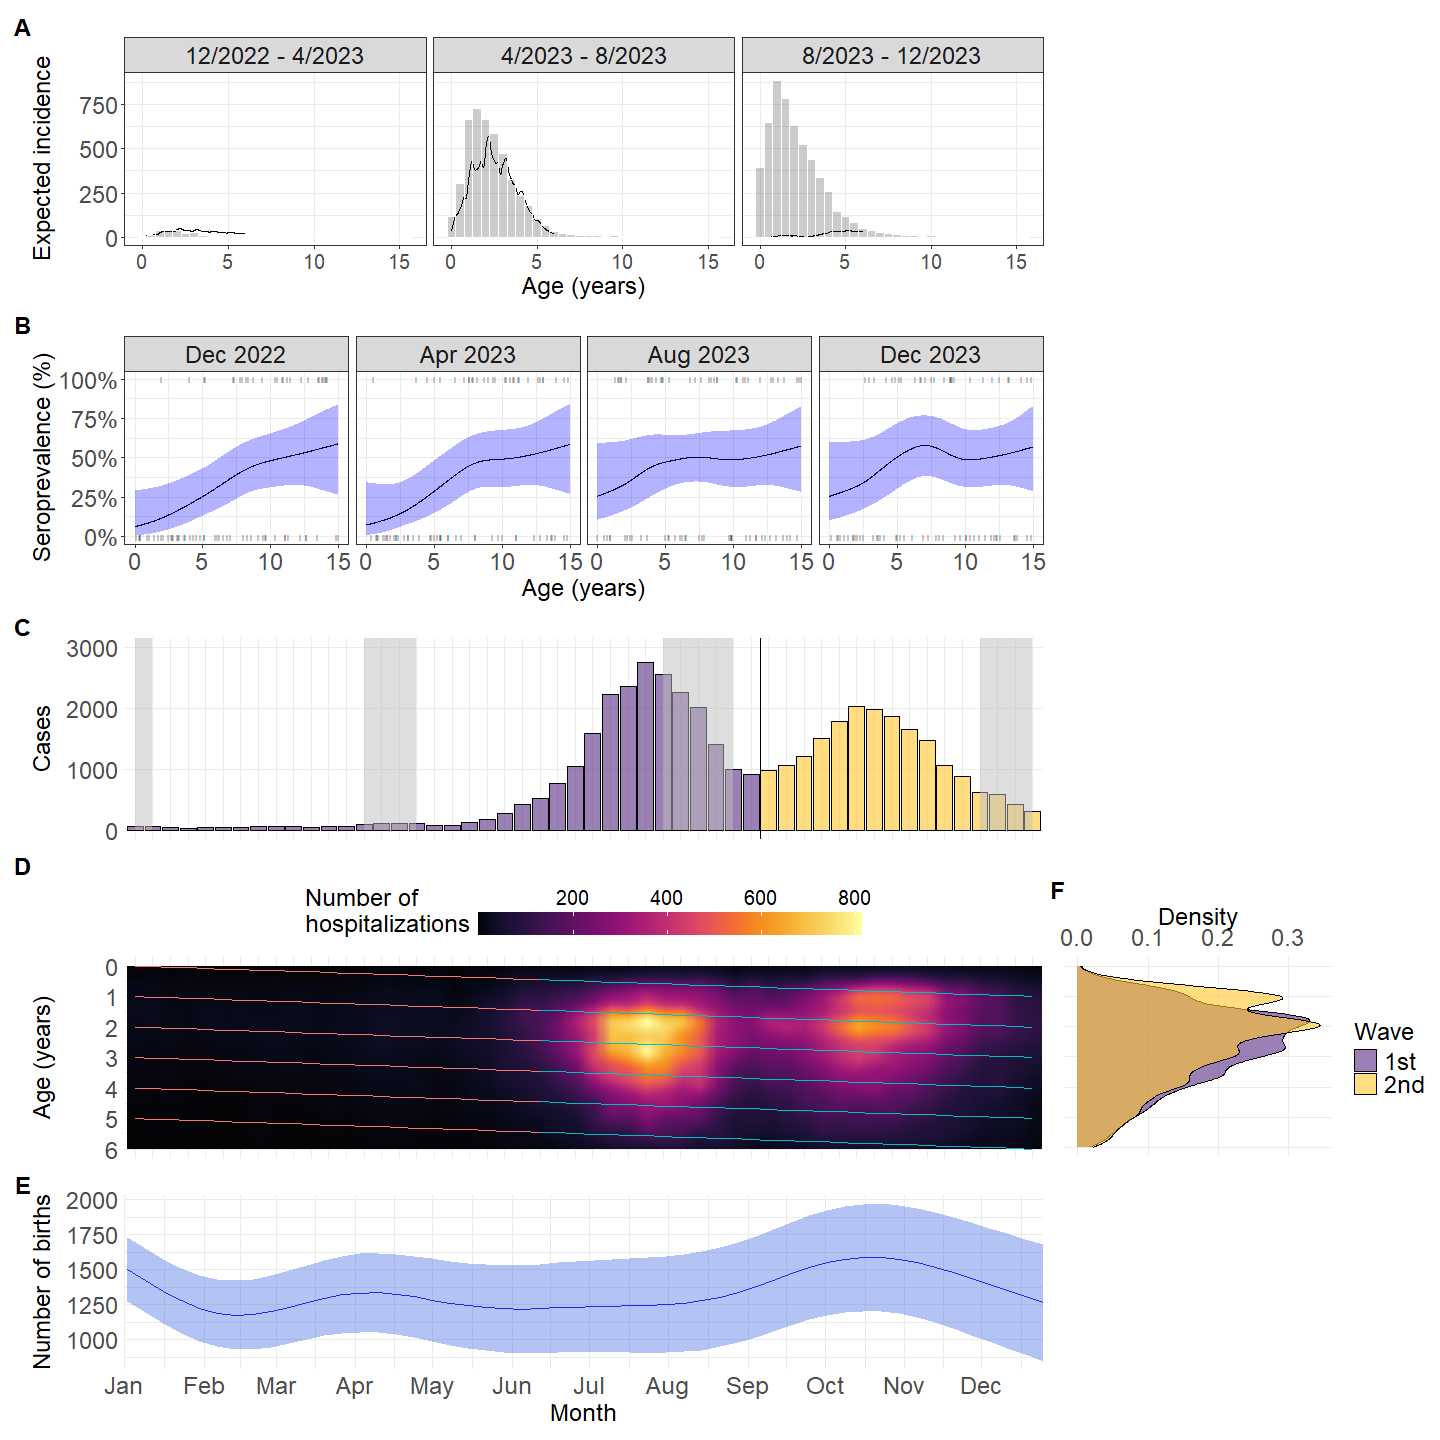 A
12/2022 - 4/2023
4/2023 - 8/2023
8/2023 - 12/2023
Expected incidence
750
500
250
0
0 5 10 15
0 5 10 15
0 5 10 15
Age (years)
B
Dec 2022
Apr 2023
Aug 2023
Dec 2023
Seroprevalence (%)
100%
75%
50%
25%
0%
0 5 10 15
0 5 10 15
0 5 10 15
0 5 10 15
Age (years)
C
Cases
3000
2000
1000
0
D
Number of
hospitalizations
200 400 600 800
Age (years)
0
1
2
3
4
5
6
F
Density
0.0 0.1 0.2 0.3
Wave
1st
2nd
E
Number of births
2000
1750
1500
1250
1000
Jan Feb Mar Apr May Jun Jul Aug Sep Oct Nov Dec
Month